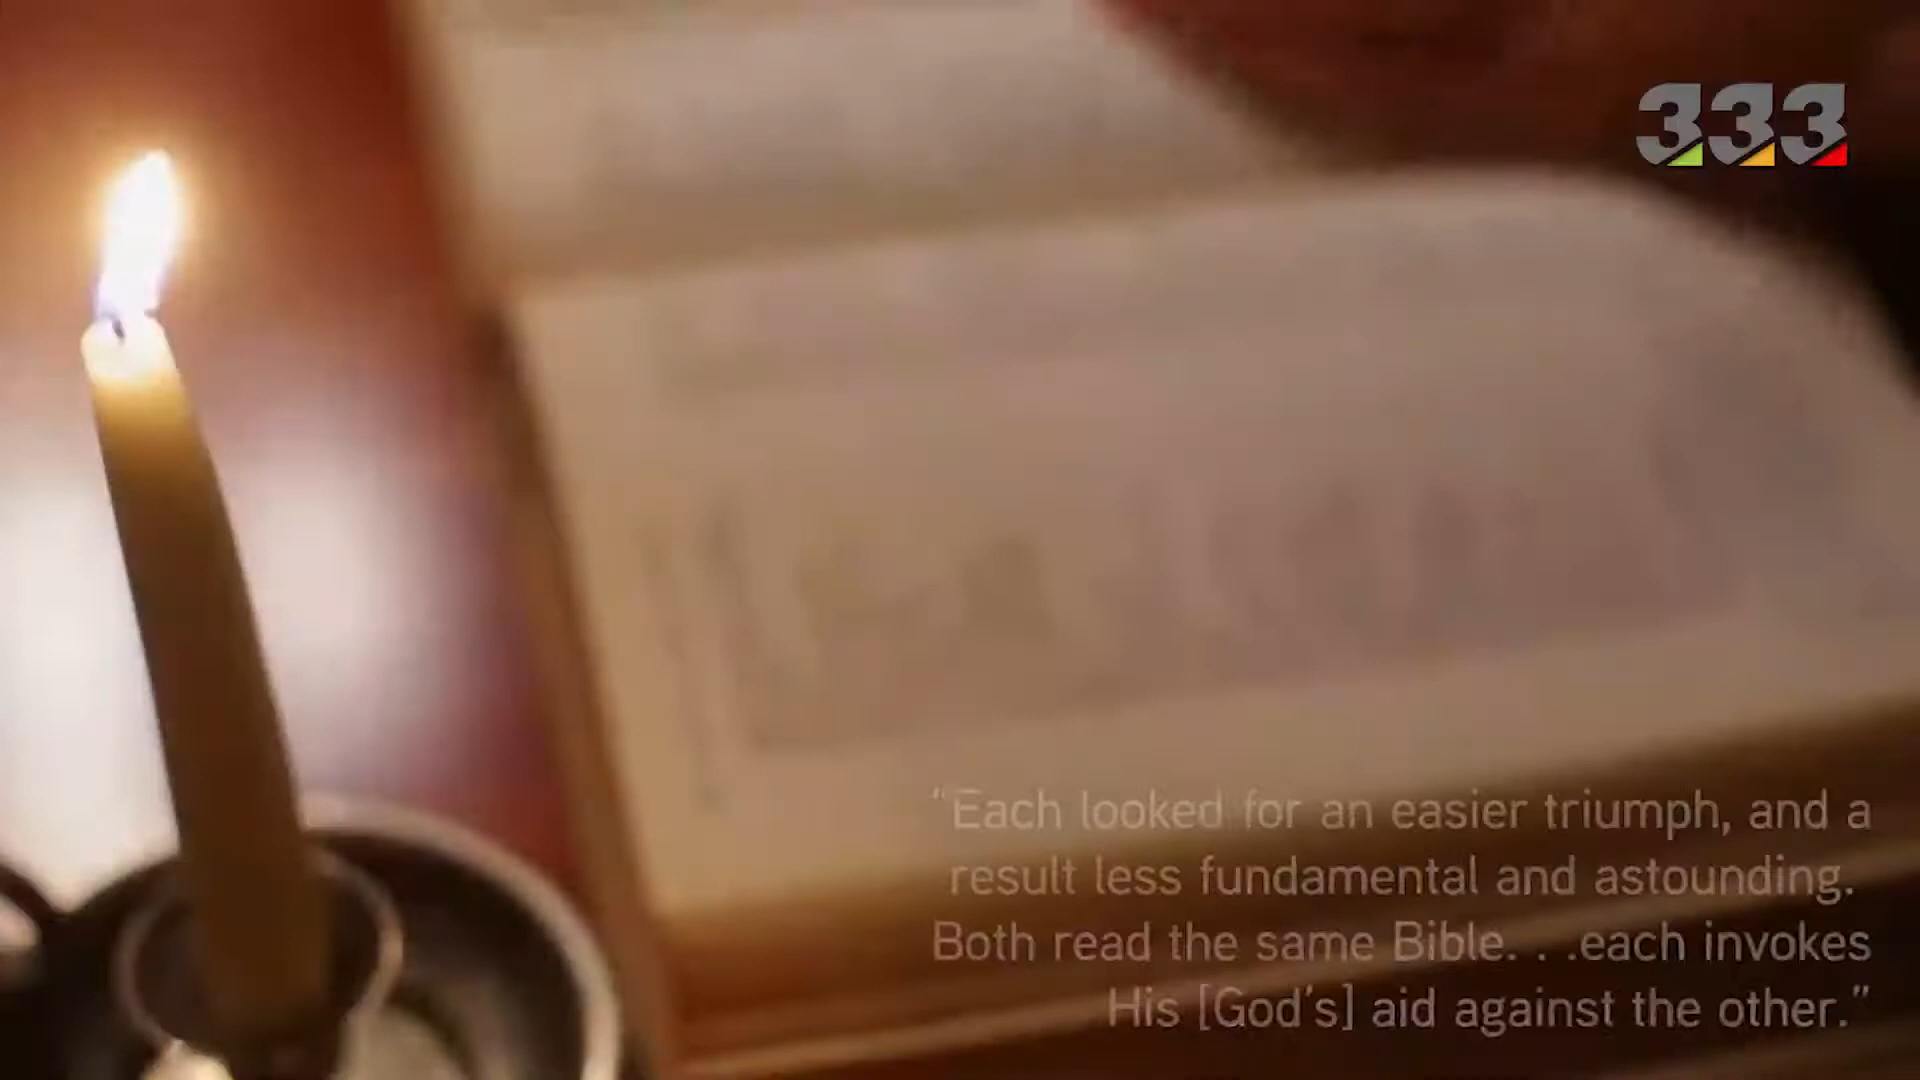 333
“Each looked for an easier triumph, and a
result less fundamental and astounding.
Both read the same Bible. . .each invokes
His [God’s] aid against the other.”